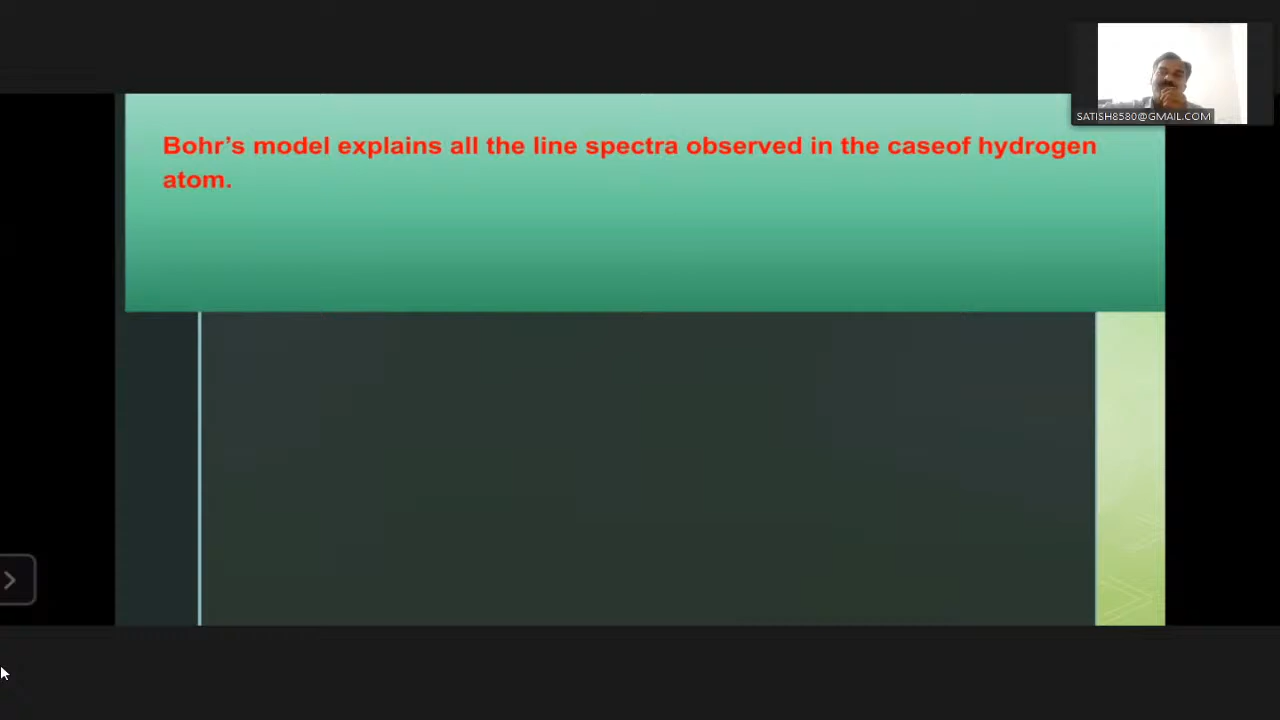 SATISH8580@GMAIL.COM
Bohr’s model explains all the line spectra observed in the caseof hydrogen
atom.